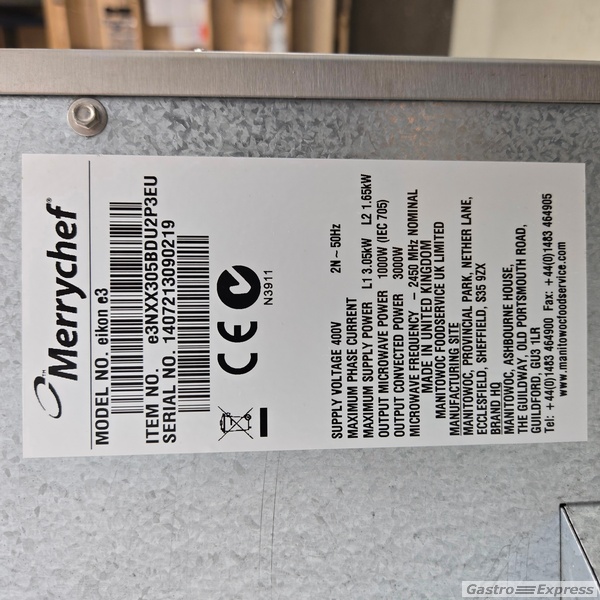 Merrychef®
MODEL NO. eikon e3
ITEM NO. e3NXX305BDU2P3EU
SERIAL NO. 1407213090219
CE
N3911
SUPPLY VOLTAGE 400V 2N ~ 50Hz
MAXIMUM PHASE CURRENT
MAXIMUM SUPPLY POWER L1 3.05kW L2 1.65kW
OUTPUT MICROWAVE POWER 1000W (IEC 705)
OUTPUT CONVECTED POWER 3000W
MICROWAVE FREQUENCY – 2450 MHz NOMINAL
MADE IN UNITED KINGDOM
MANITOWOC FOODSERVICE UK LIMITED
MANUFACTURING SITE
MANITOWOC, PROVINCIAL PARK, NETHER LANE,
ECCLESFIELD, SHEFFIELD, S35 9ZX
BRAND HQ
MANITOWOC, ASHBOURNE HOUSE,
THE GUILDWAY, OLD PORTSMOUTH ROAD,
GUILDFORD, GU3 1LR
Tel: +44(0)1483 464900 Fax: +44(0)1483 464905
www.manitowocfoodservice.com
Gastro Express